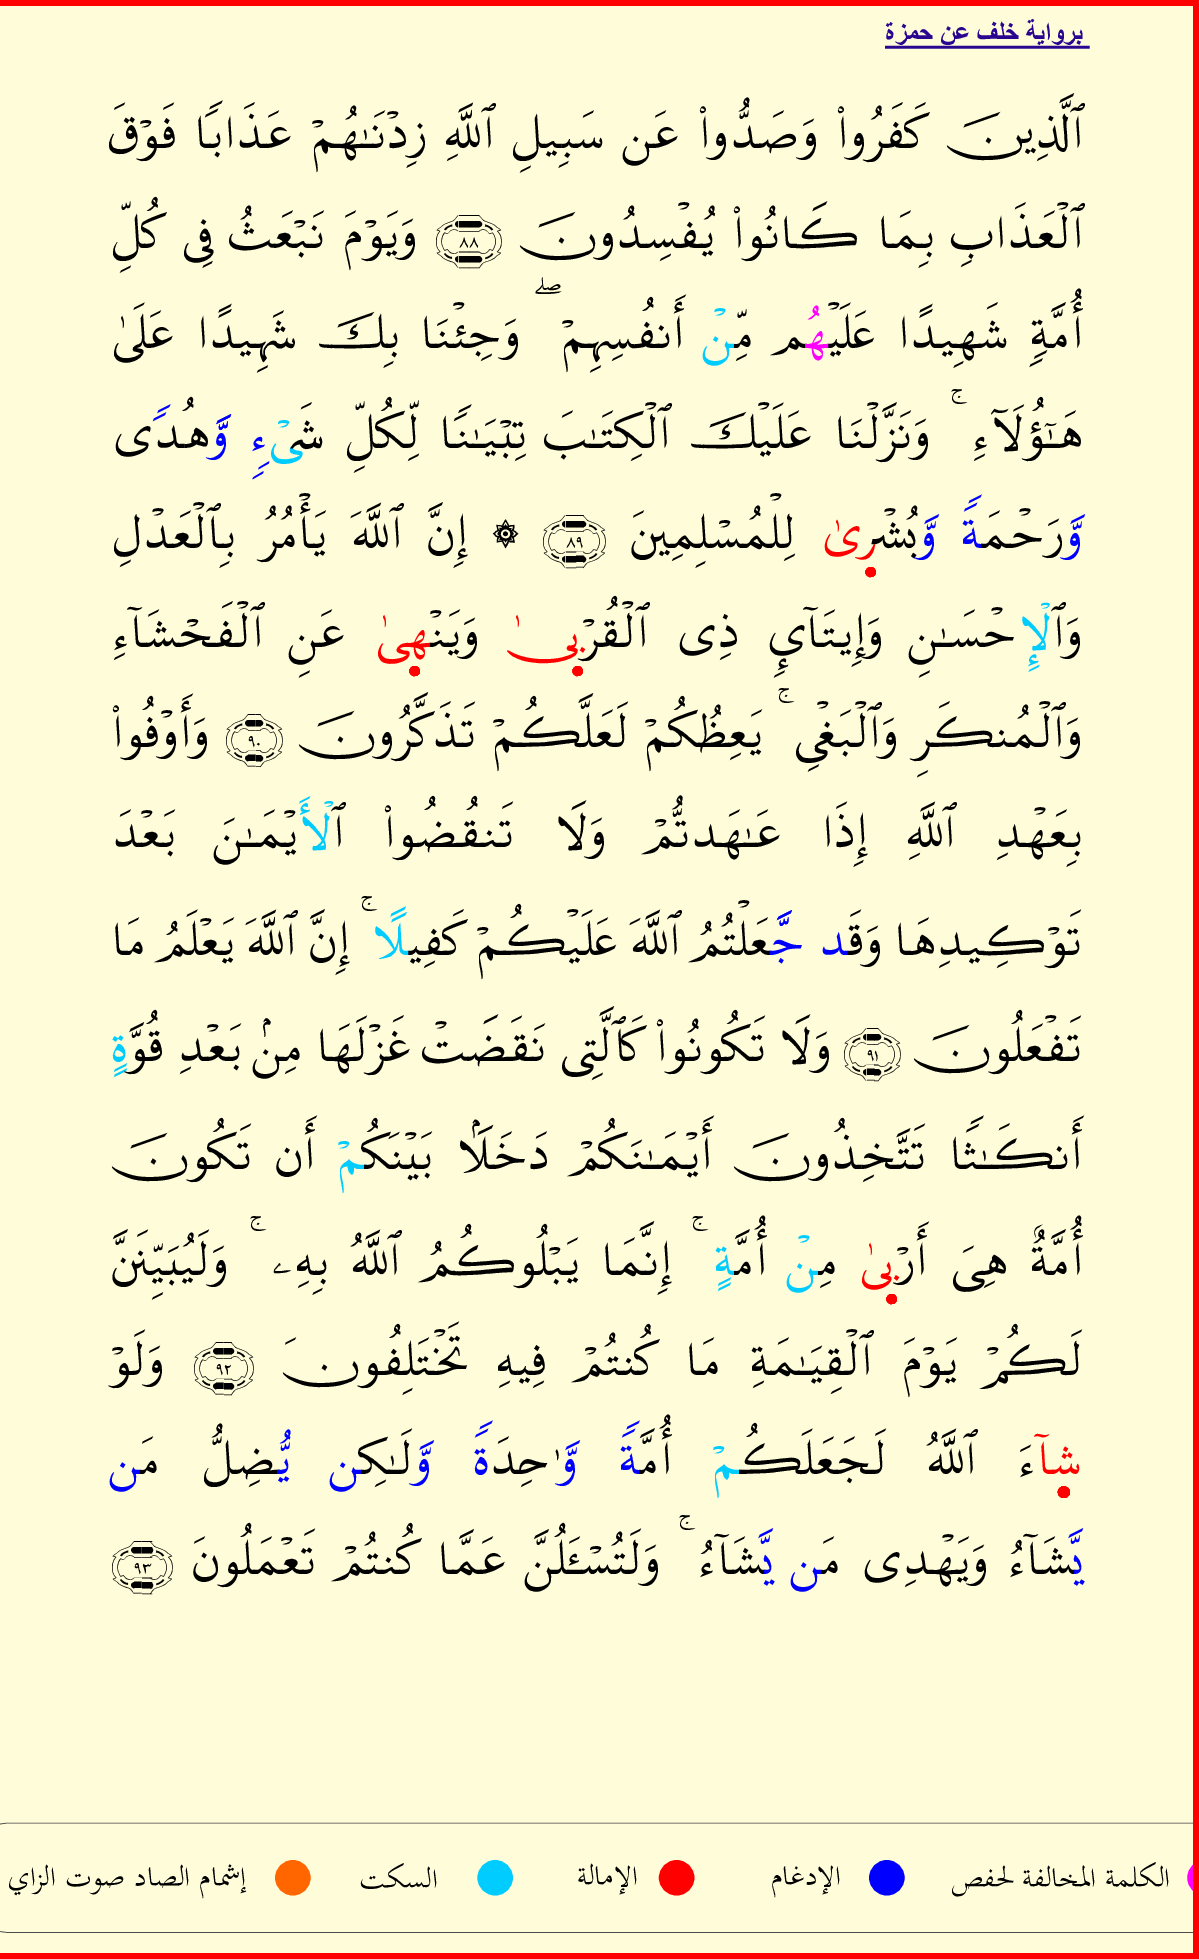 برواية خلف عن حمزة
ٱلَّذِينَ كَفَرُوا۟ وَصَدُّوا۟ عَن سَبِيلِ ٱللَّهِ زِدْنَـٰهُمْ عَذَابًا فَوْقَ
ٱلْعَذَابِ بِمَا كَانُوا۟ يُفْسِدُونَ ٨٨ وَيَوْمَ نَبْعَثُ فِى كُلِّ
أُمَّةٍ شَهِيدًا عَلَيْهُم مِّنْ أَنفُسِهِمْ ۖ وَجِئْنَا بِكَ شَهِيدًا عَلَىٰ
هَـٰٓؤُلَآءِ ۚ وَنَزَّلْنَا عَلَيْكَ ٱلْكِتَـٰبَ تِبْيَـٰنًا لِّكُلِّ شَىْءٍ وَّهُدًى
وَّرَحْمَةً وَّبُشْرِىٰ لِلْمُسْلِمِينَ ٨٩ ۞ إِنَّ ٱللَّهَ يَأْمُرُ بِٱلْعَدْلِ
وَٱلْإِحْسَـٰنِ وَإِيتَآئِ ذِى ٱلْقُرْبِىٰ وَيَنْهِىٰ عَنِ ٱلْفَحْشَآءِ
وَٱلْمُنكَرِ وَٱلْبَغْىِ ۚ يَعِظُكُمْ لَعَلَّكُمْ تَذَكَّرُونَ ٩٠ وَأَوْفُوا۟
بِعَهْدِ ٱللَّهِ إِذَا عَـٰهَدتُّمْ وَلَا تَنقُضُوا۟ ٱلْأَيْمَـٰنَ بَعْدَ
تَوْكِيدِهَا وَقَد جَّعَلْتُمُ ٱللَّهَ عَلَيْكُمْ كَفِيلًا ۚ إِنَّ ٱللَّهَ يَعْلَمُ مَا
تَفْعَلُونَ ٩١ وَلَا تَكُونُوا۟ كَٱلَّتِى نَقَضَتْ غَزْلَهَا مِنۢ بَعْدِ قُوَّةٍ
أَنكَـٰثًا تَتَّخِذُونَ أَيْمَـٰنَكُمْ دَخَلًۢا بَيْنَكُمْ أَن تَكُونَ
أُمَّةٌ هِىَ أَرْبِىٰ مِنْ أُمَّةٍ ۚ إِنَّمَا يَبْلُوكُمُ ٱللَّهُ بِهِۦ ۚ وَلَيُبَيِّنَنَّ
لَكُمْ يَوْمَ ٱلْقِيَـٰمَةِ مَا كُنتُمْ فِيهِ تَخْتَلِفُونَ ٩٢ وَلَوْ
شَآءَ ٱللَّهُ لَجَعَلَكُمْ أُمَّةً وَّٰحِدَةً وَّلَـٰكِن يُّضِلُّ مَن
يَّشَآءُ وَيَهْدِى مَن يَّشَآءُ ۚ وَلَتُسْـَٔلُنَّ عَمَّا كُنتُمْ تَعْمَلُونَ ٩٣
الكلمة المخالفة لحفص الإدغام الإمالة السكت إشمام الصاد صوت الزاي